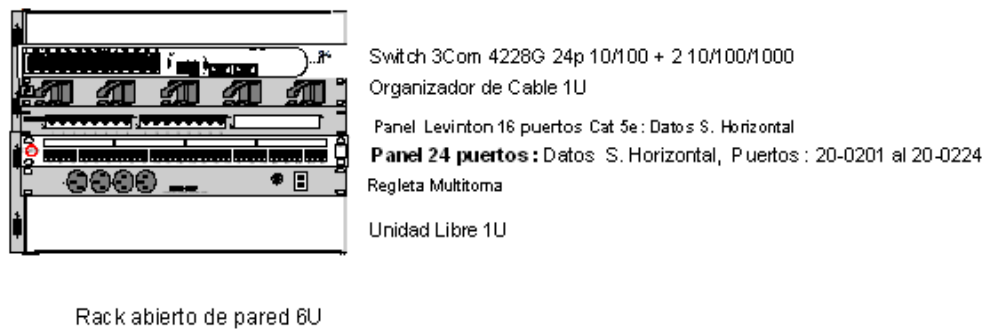 Switch 3Com 4228G 24p 10/100 + 2 10/100/1000
Organizador de Cable 1U
Panel Levinton 16 puertos Cat 5e: Datos S. Horizontal
Panel 24 puertos: Datos S. Horizontal, Puertos: 20-0201 al 20-0224
Regleta Multitoma
Unidad Libre 1U
Rack abierto de pared 6U